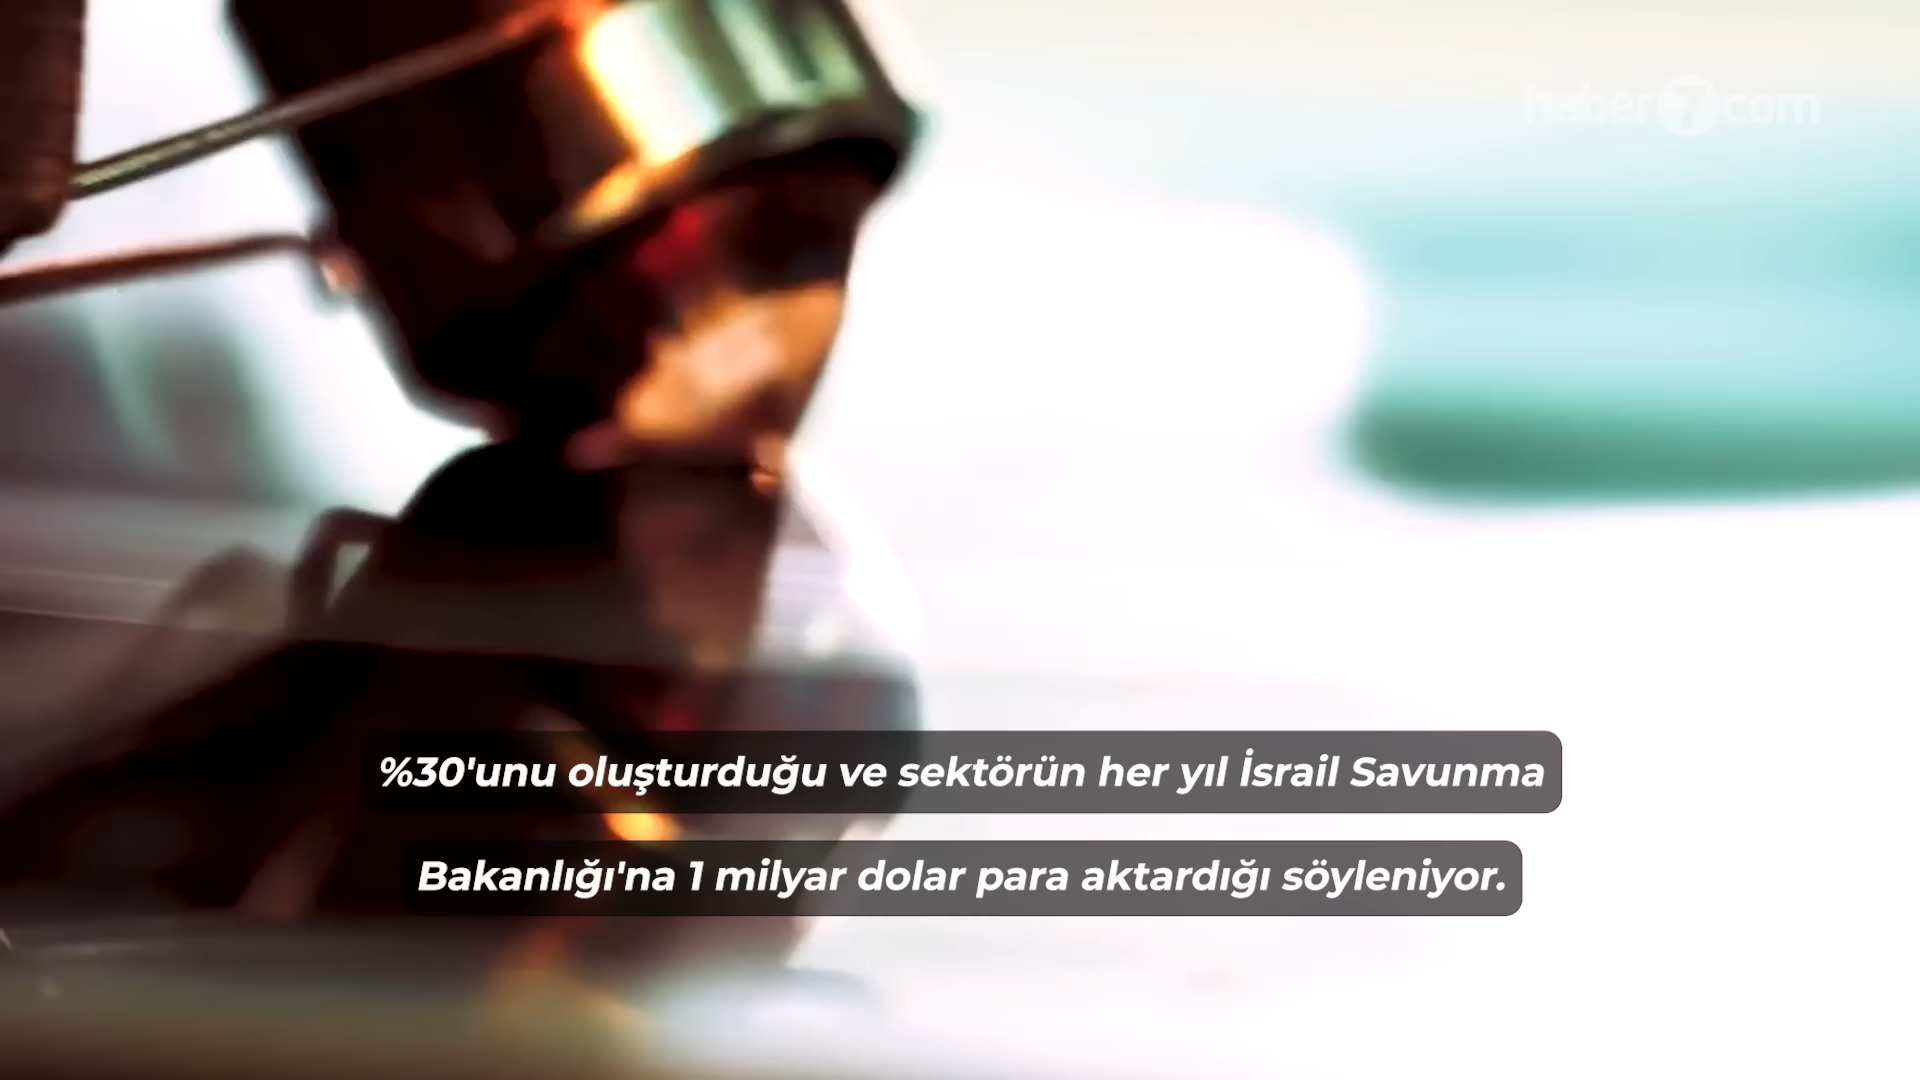 haber7com
%30'unu oluşturduğu ve sektörün her yıl İsrail Savunma
Bakanlığı'na 1 milyar dolar para aktardığı söyleniyor.